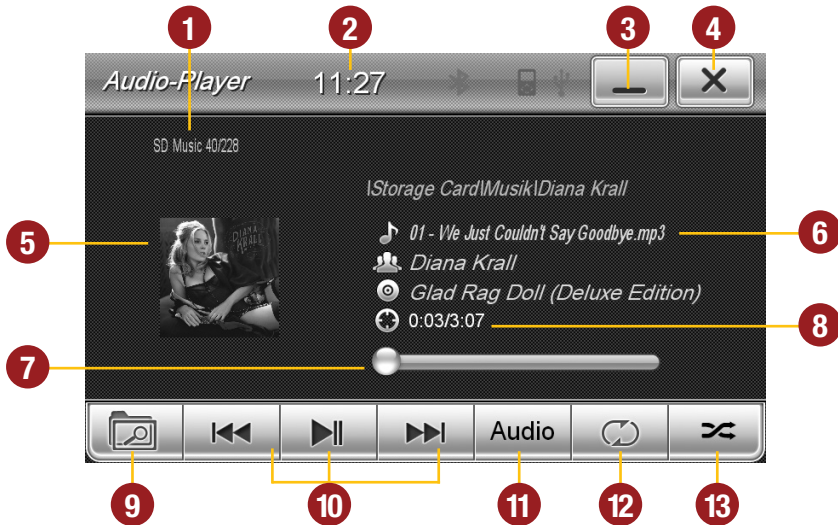 1 2 3 4
Audio-Player 11:27
SD Music 40/228
\Storage Card\Musik\Diana Krall
5 01 - We Just Couldn't Say Goodbye.mp3 6
DIANA KRALL
Diana Krall
Glad Rag Doll (Deluxe Edition)
0:03/3:07 8
7
Audio
9 10 11 12 13